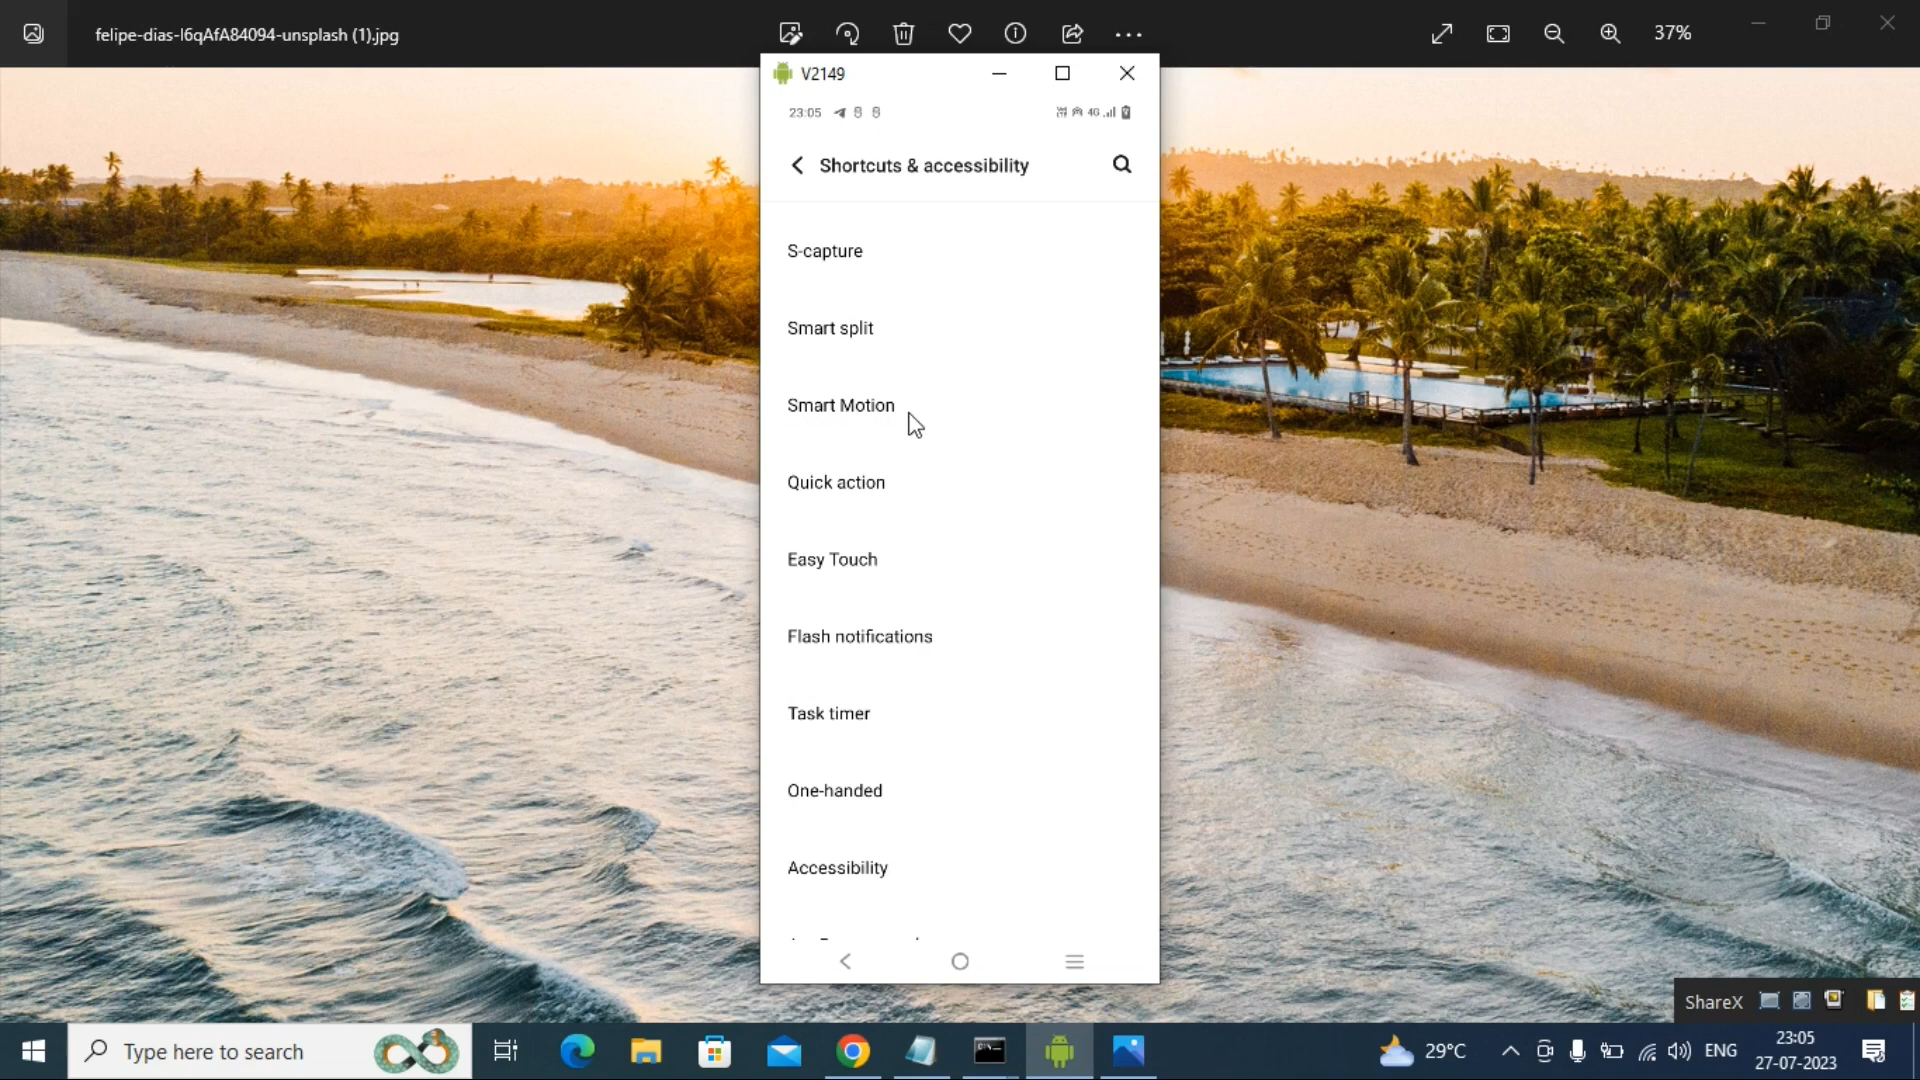 felipe-dias-I6qAfA84094-unsplash (1).jpg
37%
V2149
23:05
4G
Shortcuts & accessibility
S-capture
Smart split
Smart Motion
Quick action
Easy Touch
Flash notifications
Task timer
One-handed
Accessibility
ShareX
Type here to search
29°C
ENG
23:05
27-07-2023